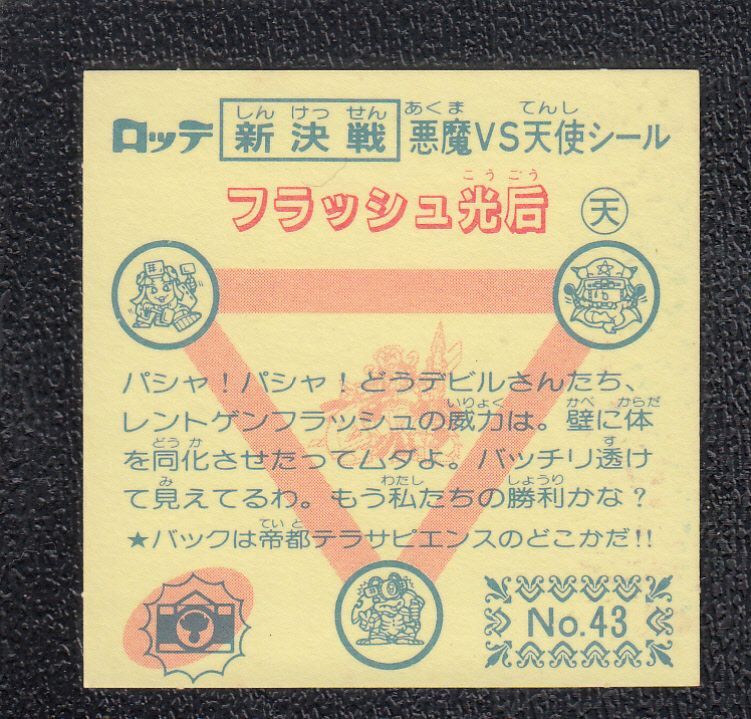 ロッテ 新決戦 悪魔VS天使シール
しん けっ せん あくま てんし
フラッシュ光后 天
こうごう
パシャ！パシャ！どうデビルさんたち、
レントゲンフラッシュの威力は。壁に体
いりょく かべ からだ
を同化させたってムダよ。バッチリ透け
どうか す
て見えてるわ。もう私たちの勝利かな？
み わたし しょうり
★バックは帝都テラサピエンスのどこかだ!!
ていと
No.43